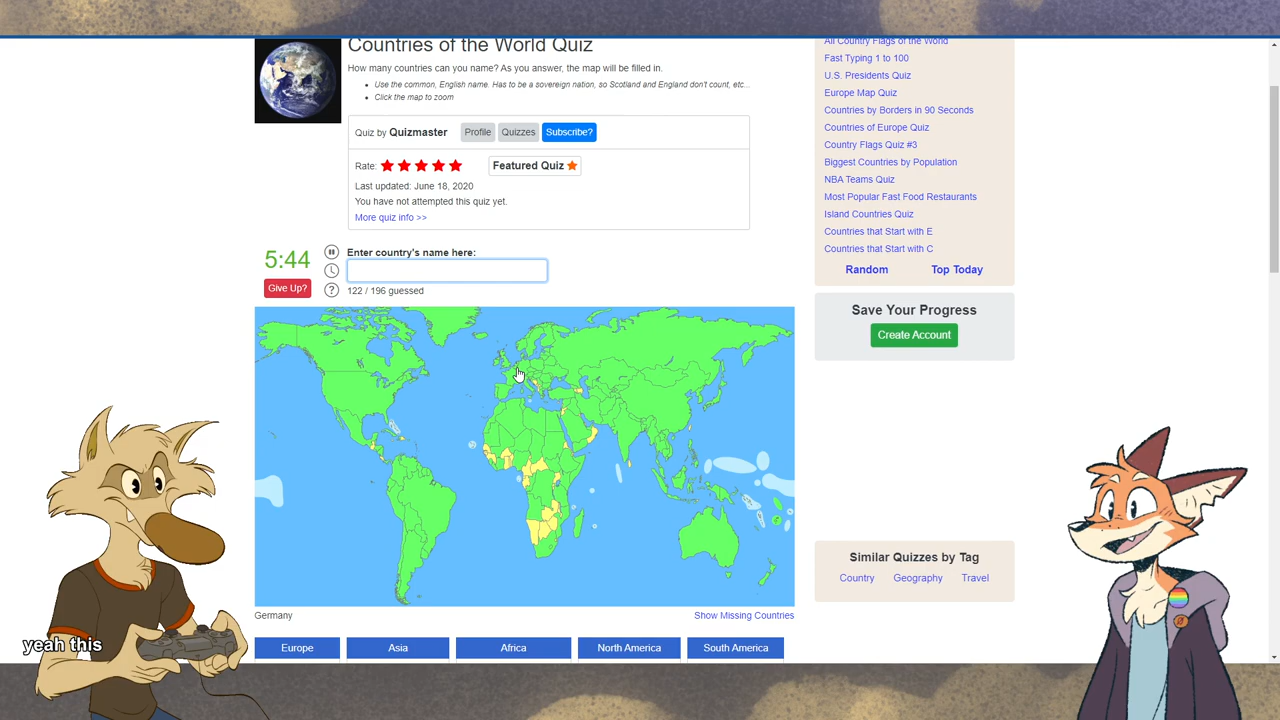 Countries of the World Quiz
How many countries can you name? As you answer, the map will be filled in.
Use the common, English name. Has to be a sovereign nation, so Scotland and England don't count, etc...
Click the map to zoom
Quiz by Quizmaster
Profile
Quizzes
Subscribe?
Rate:
Featured Quiz
Last updated: June 18, 2020
You have not attempted this quiz yet.
More quiz info >>
5:44
Give Up?
Enter country's name here:
?
122 / 196 guessed
Germany
Show Missing Countries
Europe
Asia
Africa
North America
South America
All Country Flags of the World
Fast Typing 1 to 100
U.S. Presidents Quiz
Europe Map Quiz
Countries by Borders in 90 Seconds
Countries of Europe Quiz
Country Flags Quiz #3
Biggest Countries by Population
NBA Teams Quiz
Most Popular Fast Food Restaurants
Island Countries Quiz
Countries that Start with E
Countries that Start with C
Random
Top Today
Save Your Progress
Create Account
Similar Quizzes by Tag
Country
Geography
Travel
yeah this